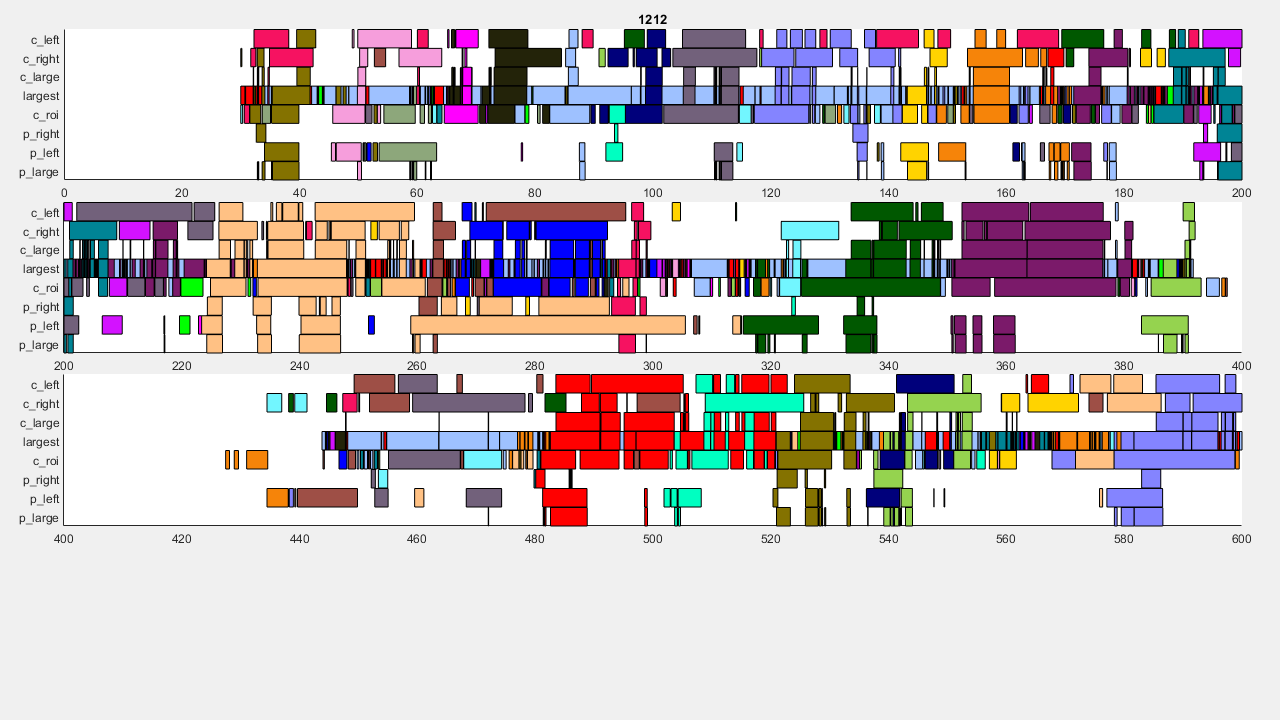 1212
c_left
c_right
c_large
largest
c_roi
p_right
p_left
p_large
0 20 40 60 80 100 120 140 160 180 200
c_left
c_right
c_large
largest
c_roi
p_right
p_left
p_large
200 220 240 260 280 300 320 340 360 380 400
c_left
c_right
c_large
largest
c_roi
p_right
p_left
p_large
400 420 440 460 480 500 520 540 560 580 600